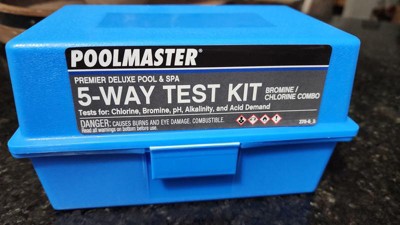 POOLMASTER®
PREMIER DELUXE POOL & SPA
5-WAY TEST KIT
BROMINE /
CHLORINE COMBO
Tests for: Chlorine, Bromine, pH, Alkalinity, and Acid Demand
DANGER: CAUSES BURNS AND EYE DAMAGE, COMBUSTIBLE.
Read all warnings on bottom before use.